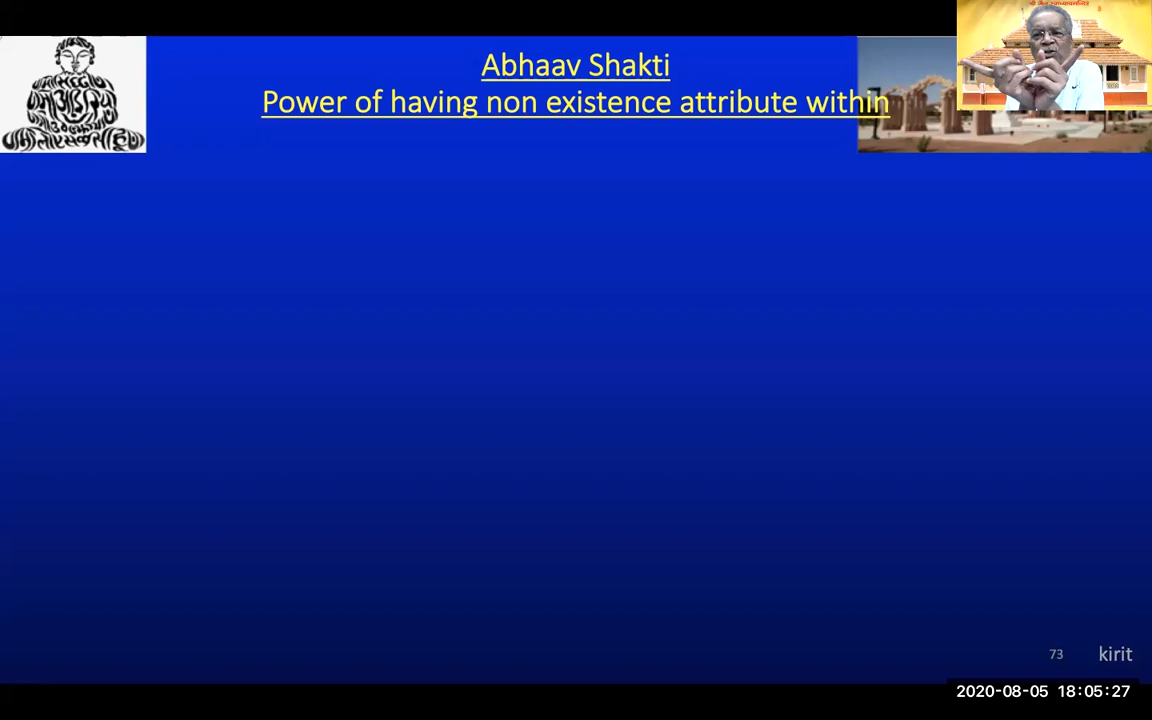 Abhaav Shakti
Power of having non existence attribute within
73
kirit
2020-08-05 18:05:27